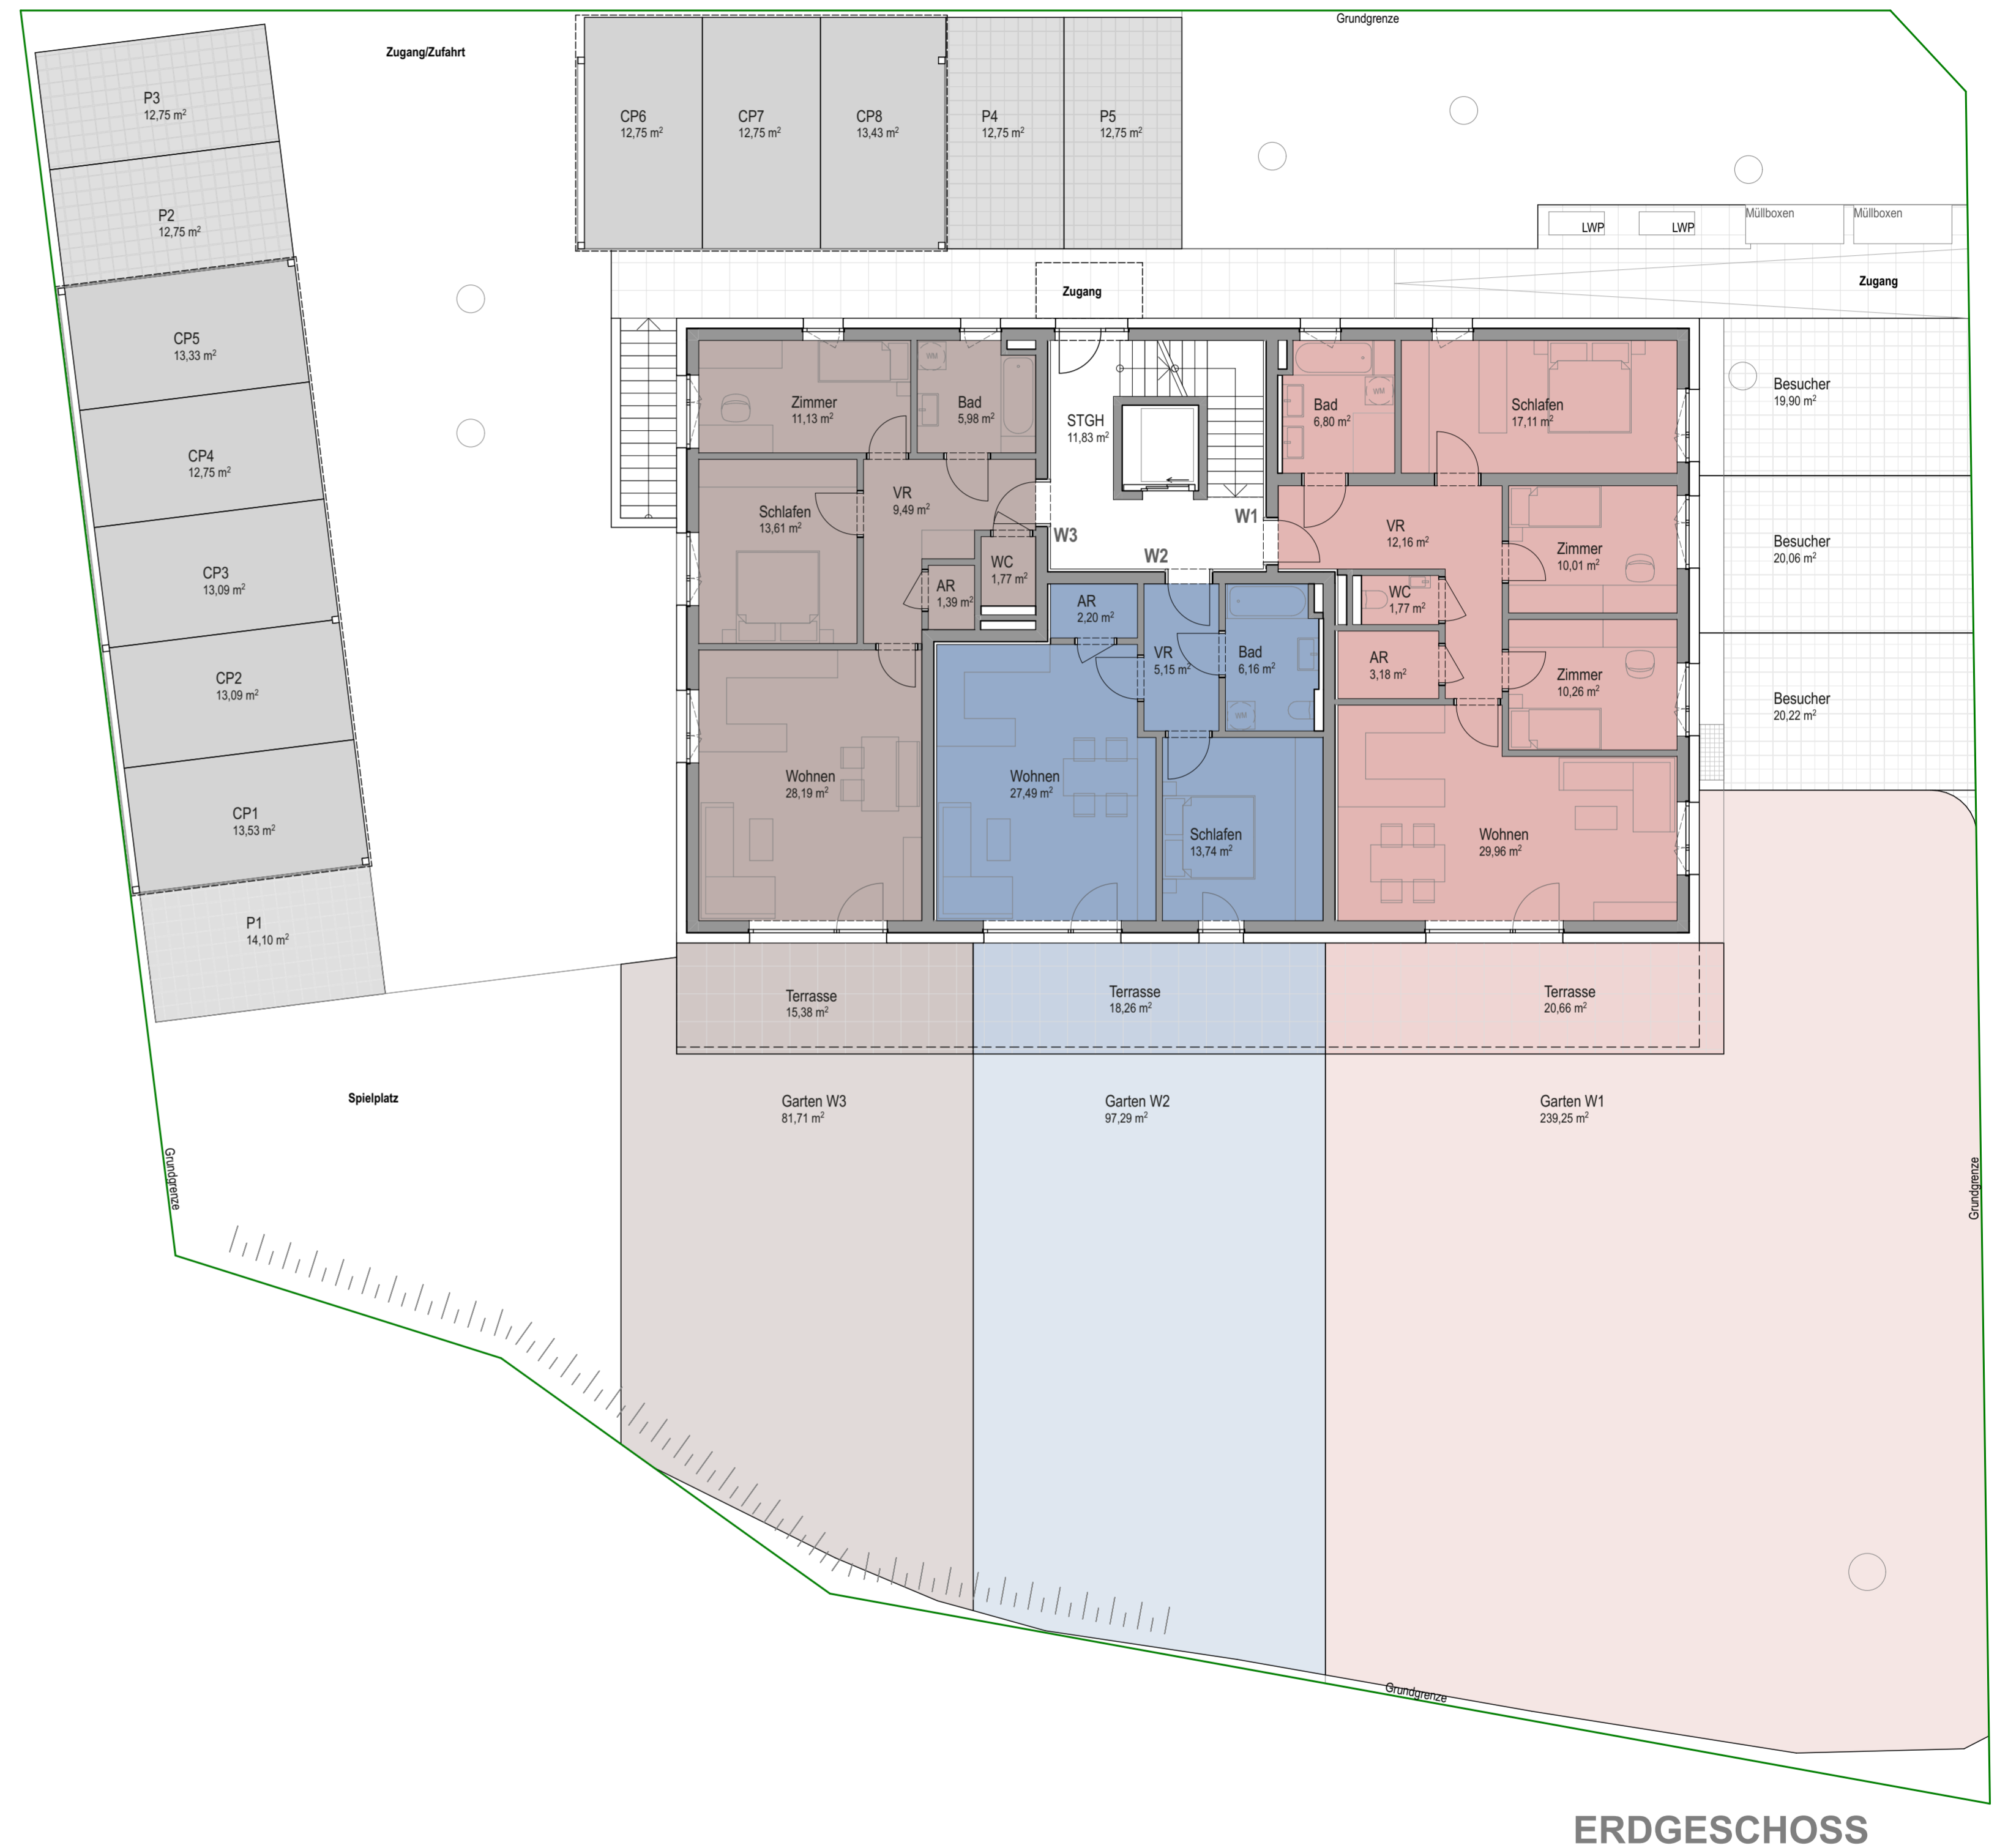 Grundgrenze
Zugang/Zufahrt
P3
12,75 m²
P2
12,75 m²
CP5
13,33 m²
CP4
12,75 m²
CP3
13,09 m²
CP2
13,09 m²
CP1
13,53 m²
P1
14,10 m²
CP6
12,75 m²
CP7
12,75 m²
CP8
13,43 m²
P4
12,75 m²
P5
12,75 m²
LWP
LWP
Müllboxen
Müllboxen
Zugang
Zugang
Zimmer
11,13 m²
WM
Bad
5,98 m²
STGH
11,83 m²
Bad
6,80 m²
WM
Schlafen
17,11 m²
Besucher
19,90 m²
Schlafen
13,61 m²
VR
9,49 m²
W3
W2
W1
VR
12,16 m²
Zimmer
10,01 m²
Besucher
20,06 m²
AR
1,39 m²
WC
1,77 m²
AR
2,20 m²
VR
5,15 m²
Bad
6,16 m²
WM
WC
1,77 m²
AR
3,18 m²
Zimmer
10,26 m²
Besucher
20,22 m²
Wohnen
28,19 m²
Wohnen
27,49 m²
Schlafen
13,74 m²
Wohnen
29,96 m²
Terrasse
15,38 m²
Terrasse
18,26 m²
Terrasse
20,66 m²
Spielplatz
Garten W3
81,71 m²
Garten W2
97,29 m²
Garten W1
239,25 m²
Grundgrenze
Grundgrenze
Grundgrenze
ERDGESCHOSS